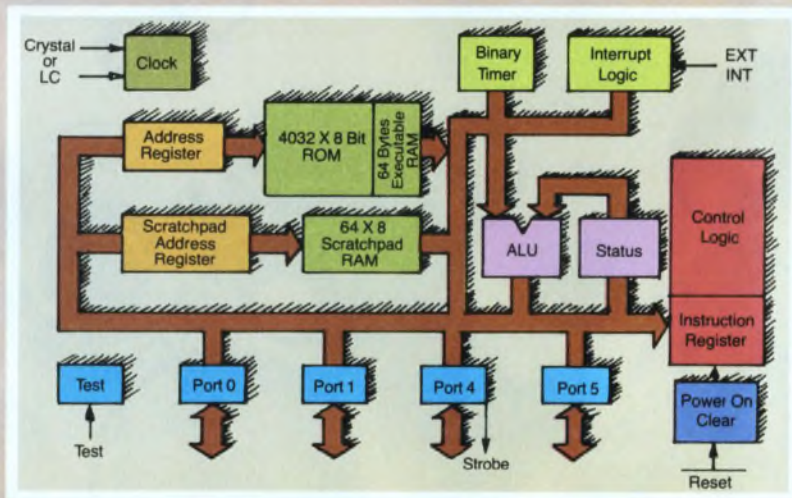 Crystal
or
LC
Clock
Binary
Timer
Interrupt
Logic
EXT
INT
Address
Register
4032 X 8 Bit
ROM
64 Bytes
Executable
RAM
Scratchpad
Address
Register
64 X 8
Scratchpad
RAM
ALU
Status
Control
Logic
Instruction
Register
Test
Port 0
Port 1
Port 4
Port 5
Power On
Clear
Test
Strobe
Reset